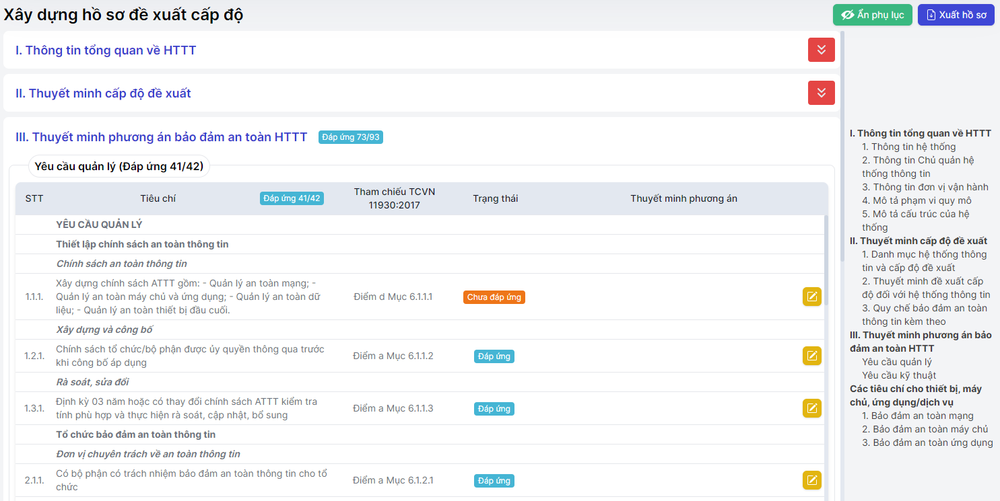 Xây dựng hồ sơ đề xuất cấp độ
Ẩn phụ lục
Xuất hồ sơ
I. Thông tin tổng quan về HTTT
II. Thuyết minh cấp độ đề xuất
III. Thuyết minh phương án bảo đảm an toàn HTTT
Đáp ứng 73/93
Yêu cầu quản lý (Đáp ứng 41/42)
STT
Tiêu chí
Đáp ứng 41/42
Tham chiếu TCVN
11930:2017
Trạng thái
Thuyết minh phương án
YÊU CẦU QUẢN LÝ
Thiết lập chính sách an toàn thông tin
Chính sách an toàn thông tin
1.1.1.
Xây dựng chính sách ATTT gồm: - Quản lý an toàn mạng; -
Quản lý an toàn máy chủ và ứng dụng; - Quản lý an toàn dữ
liệu; - Quản lý an toàn thiết bị đầu cuối.
Điểm d Mục 6.1.1.1
Chưa đáp ứng
Xây dựng và công bố
1.2.1.
Chính sách tổ chức/bộ phận được ủy quyền thông qua trước
khi công bố áp dụng
Điểm a Mục 6.1.1.2
Đáp ứng
Rà soát, sửa đổi
1.3.1.
Định kỳ 03 năm hoặc có thay đổi chính sách ATTT kiểm tra
tính phù hợp và thực hiện rà soát, cập nhật, bổ sung
Điểm a Mục 6.1.1.3
Đáp ứng
Tổ chức bảo đảm an toàn thông tin
Đơn vị chuyên trách về an toàn thông tin
2.1.1.
Có bộ phận có trách nhiệm bảo đảm an toàn thông tin cho tổ
chức
Điểm a Mục 6.1.2.1
Đáp ứng
I. Thông tin tổng quan về HTTT
1. Thông tin hệ thống
2. Thông tin Chủ quản hệ
thống thông tin
3. Thông tin đơn vị vận hành
4. Mô tả phạm vi quy mô
5. Mô tả cấu trúc của hệ
thống
II. Thuyết minh cấp độ đề xuất
1. Danh mục hệ thống thông
tin và cấp độ đề xuất
2. Thuyết minh đề xuất cấp
độ đối với hệ thống thông tin
3. Quy chế bảo đảm an toàn
thông tin kèm theo
III. Thuyết minh phương án bảo
đảm an toàn HTTT
Yêu cầu quản lý
Yêu cầu kỹ thuật
Các tiêu chí cho thiết bị, máy
chủ, ứng dụng/dịch vụ
1. Bảo đảm an toàn mạng
2. Bảo đảm an toàn máy chủ
3. Bảo đảm an toàn ứng dụng